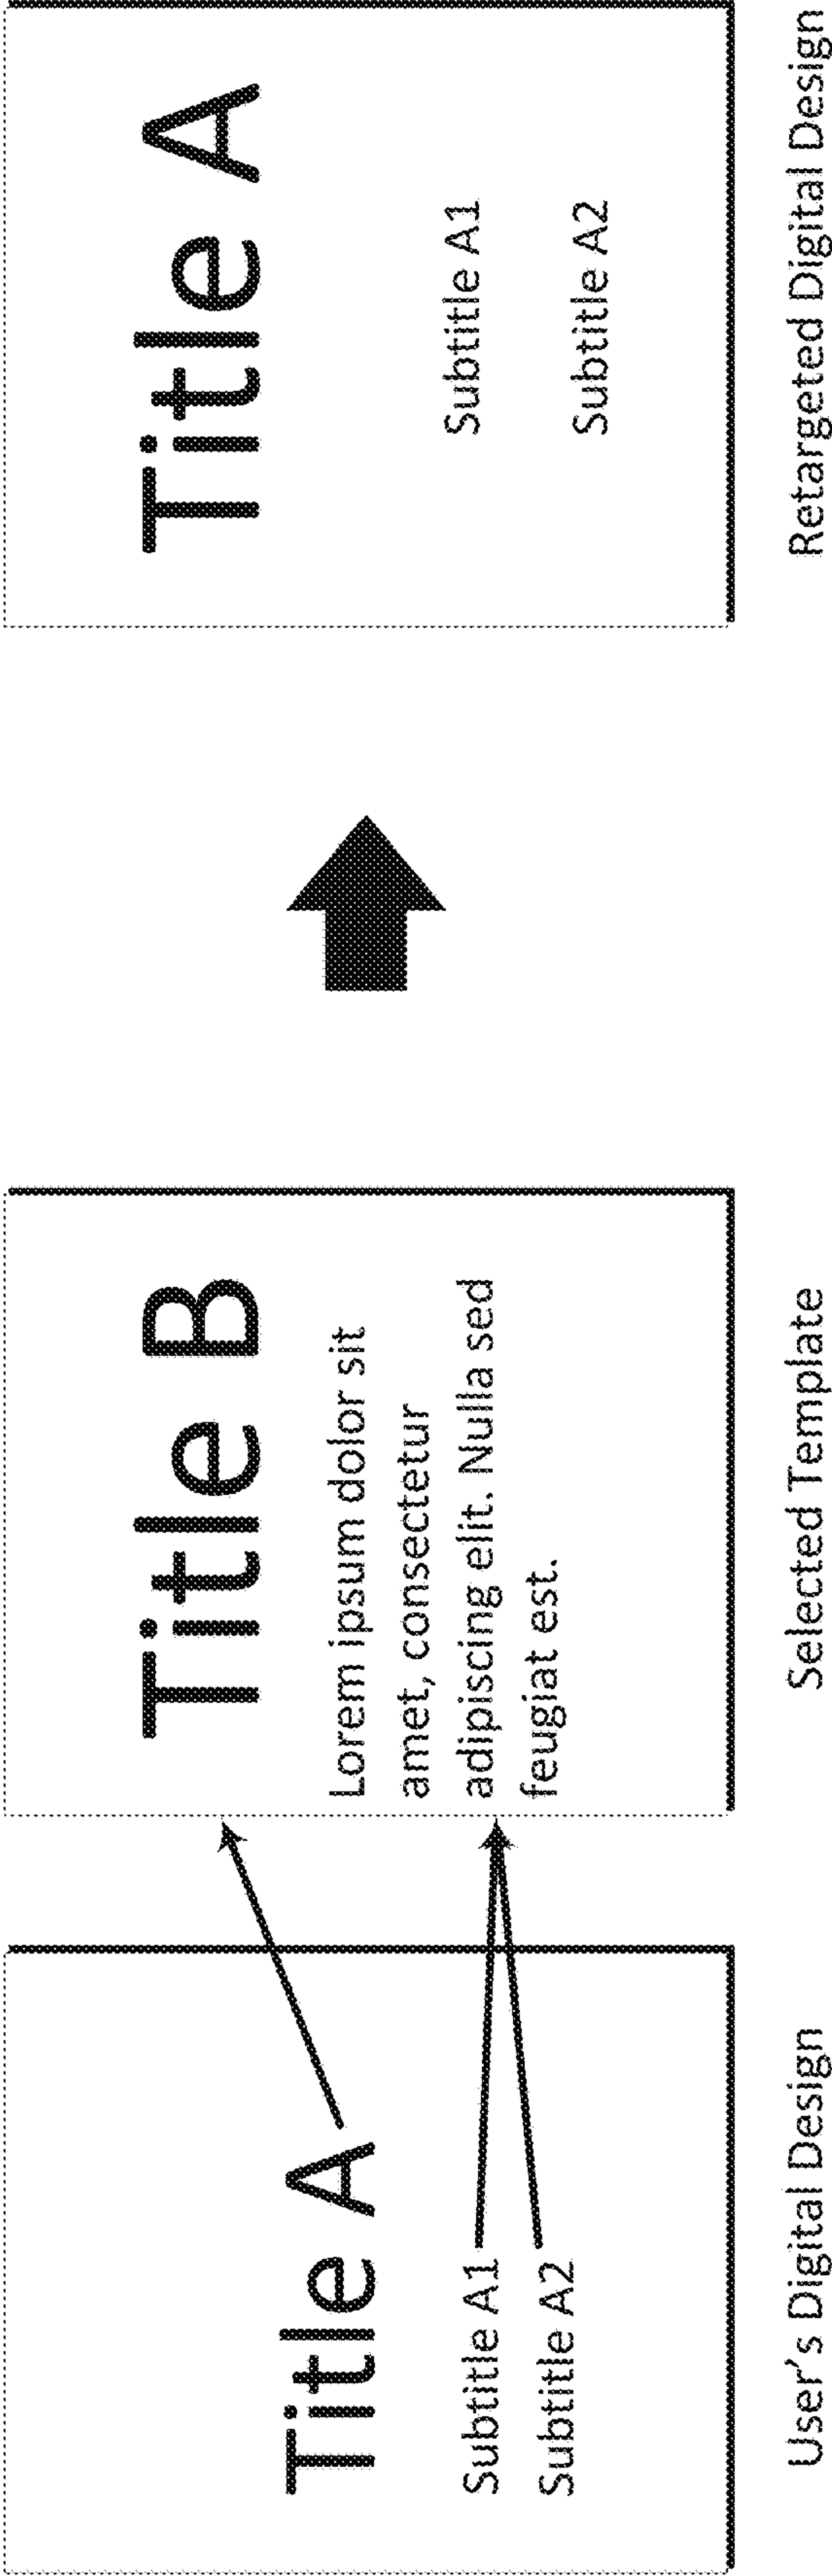 Title A
Subtitle A1
Subtitle A2
User's Digital Design
Title B
Lorem ipsum dolor sit
amet, consectetur
adipiscing elit. Nulla sed
feugiat est.
Selected Template
Title A
Subtitle A1
Subtitle A2
Retargeted Digital Design